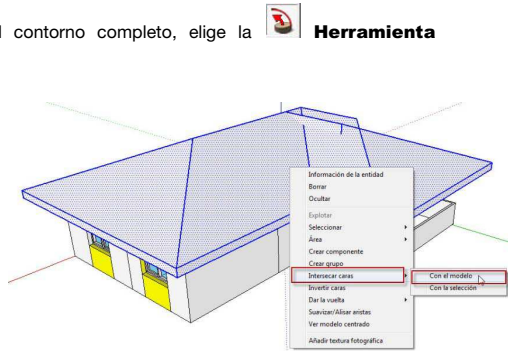 l contorno completo, elige la Herramienta
Información de la entidad
Borrar
Ocultar
Explotar
Seleccionar
Área
Crear componente
Crear grupo
Intersecar caras
Con el modelo
Invertir caras
Con la selección
Dar la vuelta
Suavizar/Alisar aristas
Ver modelo centrado
Añadir textura fotográfica